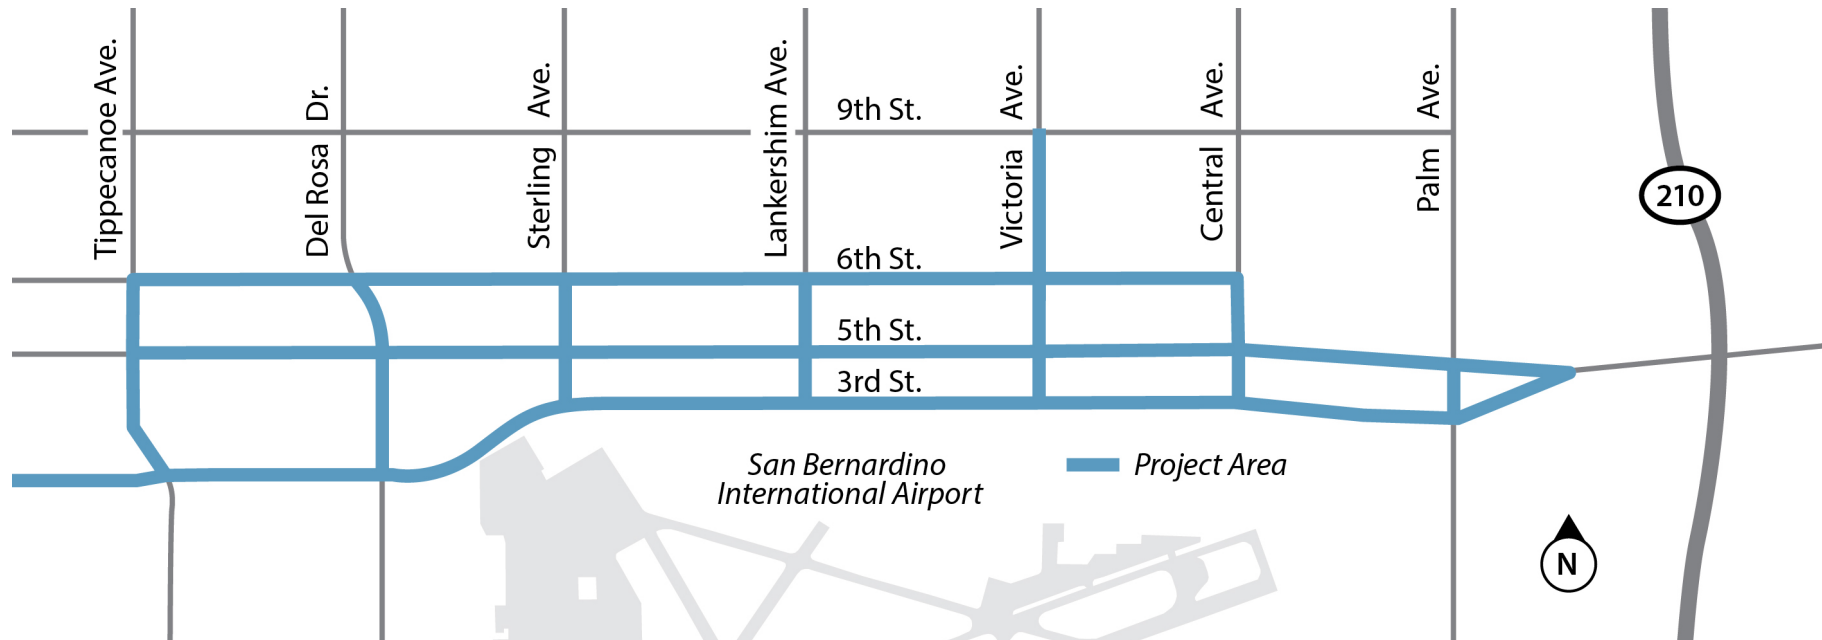 Tippecanoe Ave.
Del Rosa Dr.
Sterling Ave.
Lankershim Ave.
9th St.
Victoria Ave.
Central Ave.
Palm Ave.
210
6th St.
5th St.
3rd St.
San Bernardino
International Airport
Project Area
N